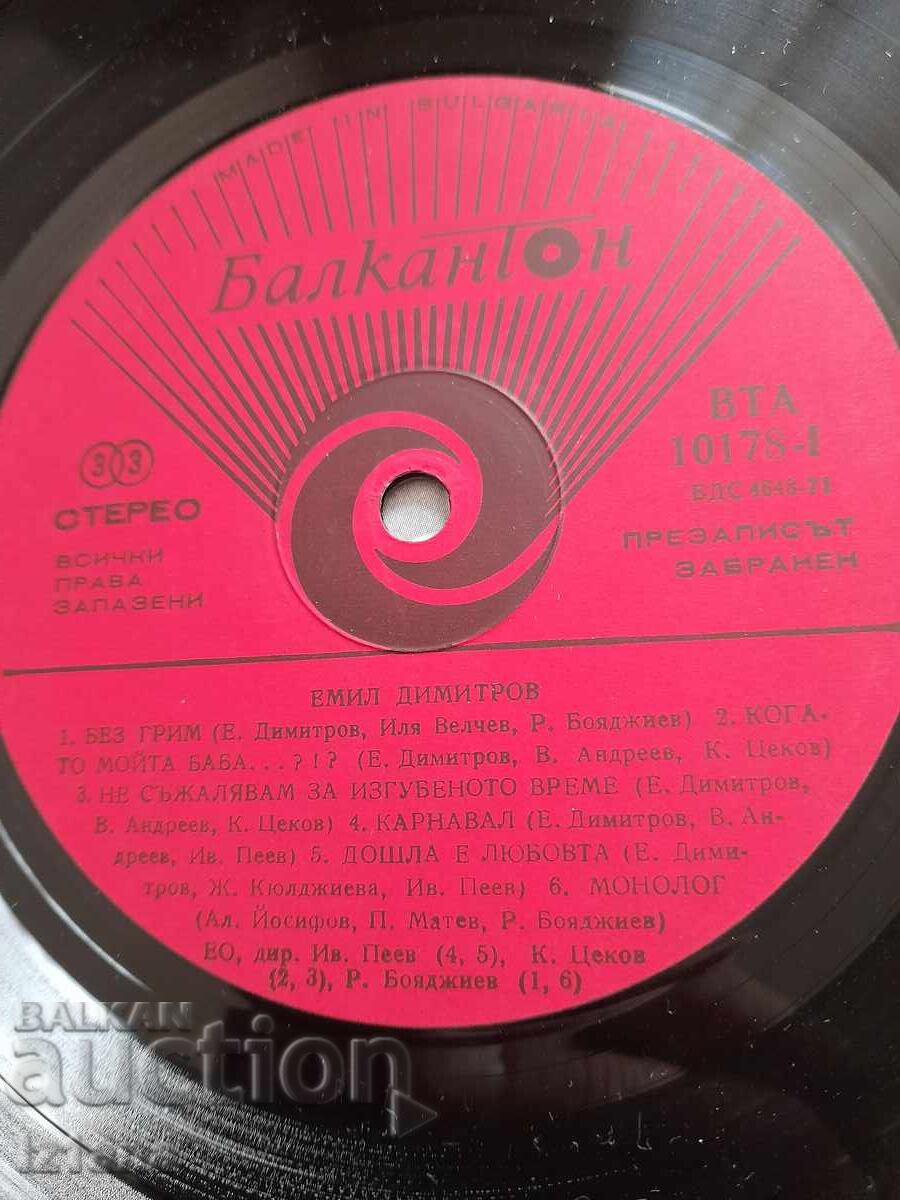 MADE IN BULGARIA
Балкантон
33
СТЕРЕО
ВСИЧКИ
ПРАВА
ЗАПАЗЕНИ
ВТА
10178-I
БДС 4648-71
ПРЕЗАПИСЪТ
ЗАБРАНЕН
ЕМИЛ ДИМИТРОВ
1. БЕЗ ГРИМ (Е. Димитров, Иля Велчев, Р. Бояджиев) 2. КОГА-
ТО МОЙТА БАБА...?!? (Е. Димитров, В. Андреев, К. Цеков)
3. НЕ СЪЖАЛЯВАМ ЗА ИЗГУБЕНОТО ВРЕМЕ (Е. Димитров,
В. Андреев, К. Цеков) 4. КАРНАВАЛ (Е. Димитров, В. Ан-
дреев, Ив. Пеев) 5. ДОШЛА Е ЛЮБОВТА (Е. Дими-
тров, Ж. Кюлджиева, Ив. Пеев) 6. МОНОЛОГ
(Ал. Йосифов, П. Матев, Р. Бояджиев)
ЕО, дир. Ив. Пеев (4, 5), К. Цеков
(2, 3), Р. Бояджиев (1, 6)
BALKAN
auction